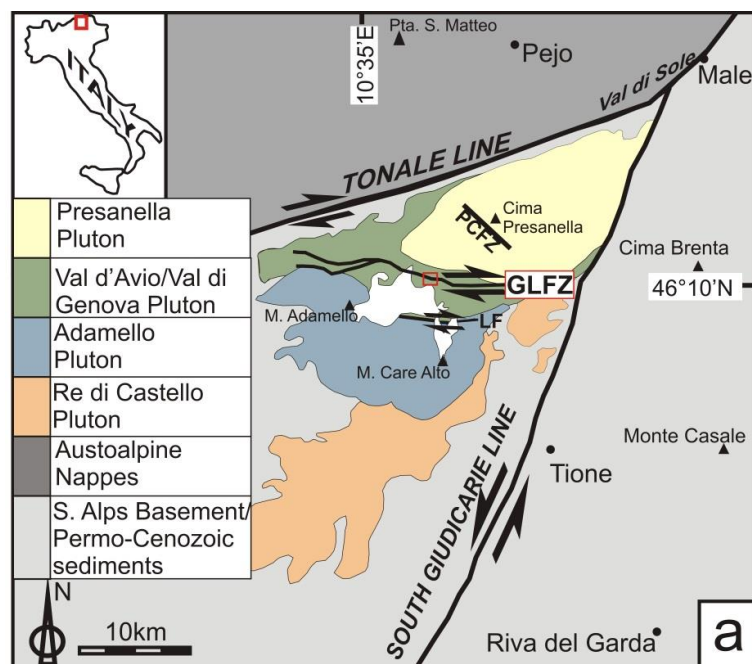 ITALY
10°35'E
Pta. S. Matteo
Pejo
Male
Val di Sole
TONALE LINE
Presanella
Pluton
Val d'Avio/Val di
Genova Pluton
Adamello
Pluton
Re di Castello
Pluton
Austoalpine
Nappes
S. Alps Basement/
Permo-Cenozoic
sediments
PCFZ
Cima
Presanella
Cima Brenta
46°10'N
GLFZ
M. Adamello
LF
M. Care Alto
Monte Casale
Tione
SOUTH GIUDICARIE LINE
N
10km
Riva del Garda
a